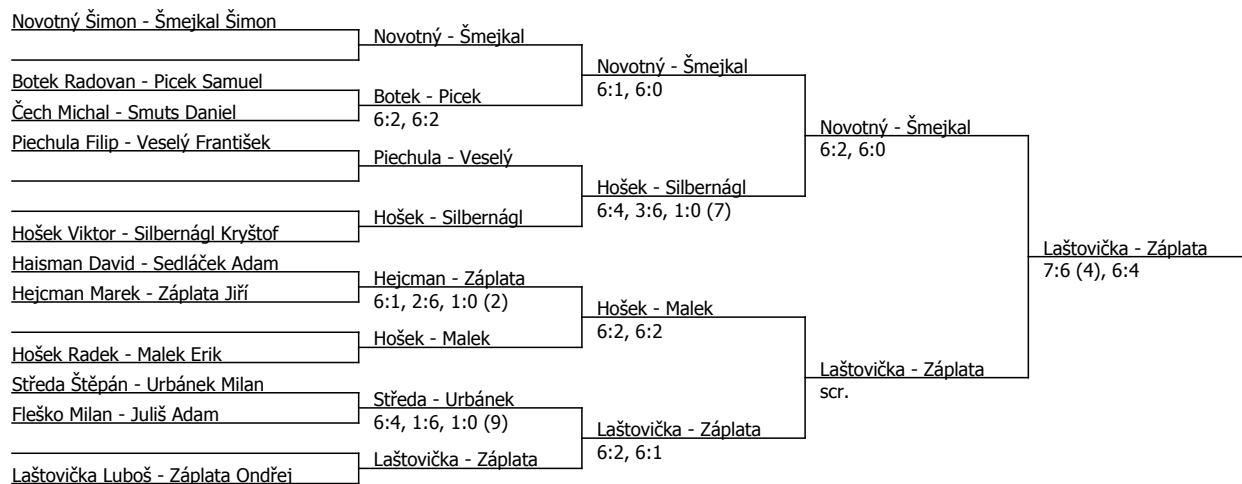 Novotný Šimon - Šmejkal Šimon
Botek Radovan - Picek Samuel
Čech Michal - Smuts Daniel
Piechula Filip - Veselý František
Hošek Viktor - Silbernágl Kryštof
Haisman David - Sedláček Adam
Hejcman Marek - Záplata Jiří
Hošek Radek - Malek Erik
Středa Štěpán - Urbánek Milan
Fleško Milan - Juliš Adam
Laštovička Luboš - Záplata Ondřej
Novotný - Šmejkal
Botek - Picek
6:2, 6:2
Piechula - Veselý
Hošek - Silbernágl
Hejcman - Záplata
6:1, 2:6, 1:0 (2)
Hošek - Malek
Středa - Urbánek
6:4, 1:6, 1:0 (9)
Laštovička - Záplata
Novotný - Šmejkal
6:1, 6:0
Hošek - Silbernágl
6:4, 3:6, 1:0 (7)
Hošek - Malek
6:2, 6:2
Laštovička - Záplata
6:2, 6:1
Novotný - Šmejkal
6:2, 6:0
Laštovička - Záplata
scr.
Laštovička - Záplata
7:6 (4), 6:4